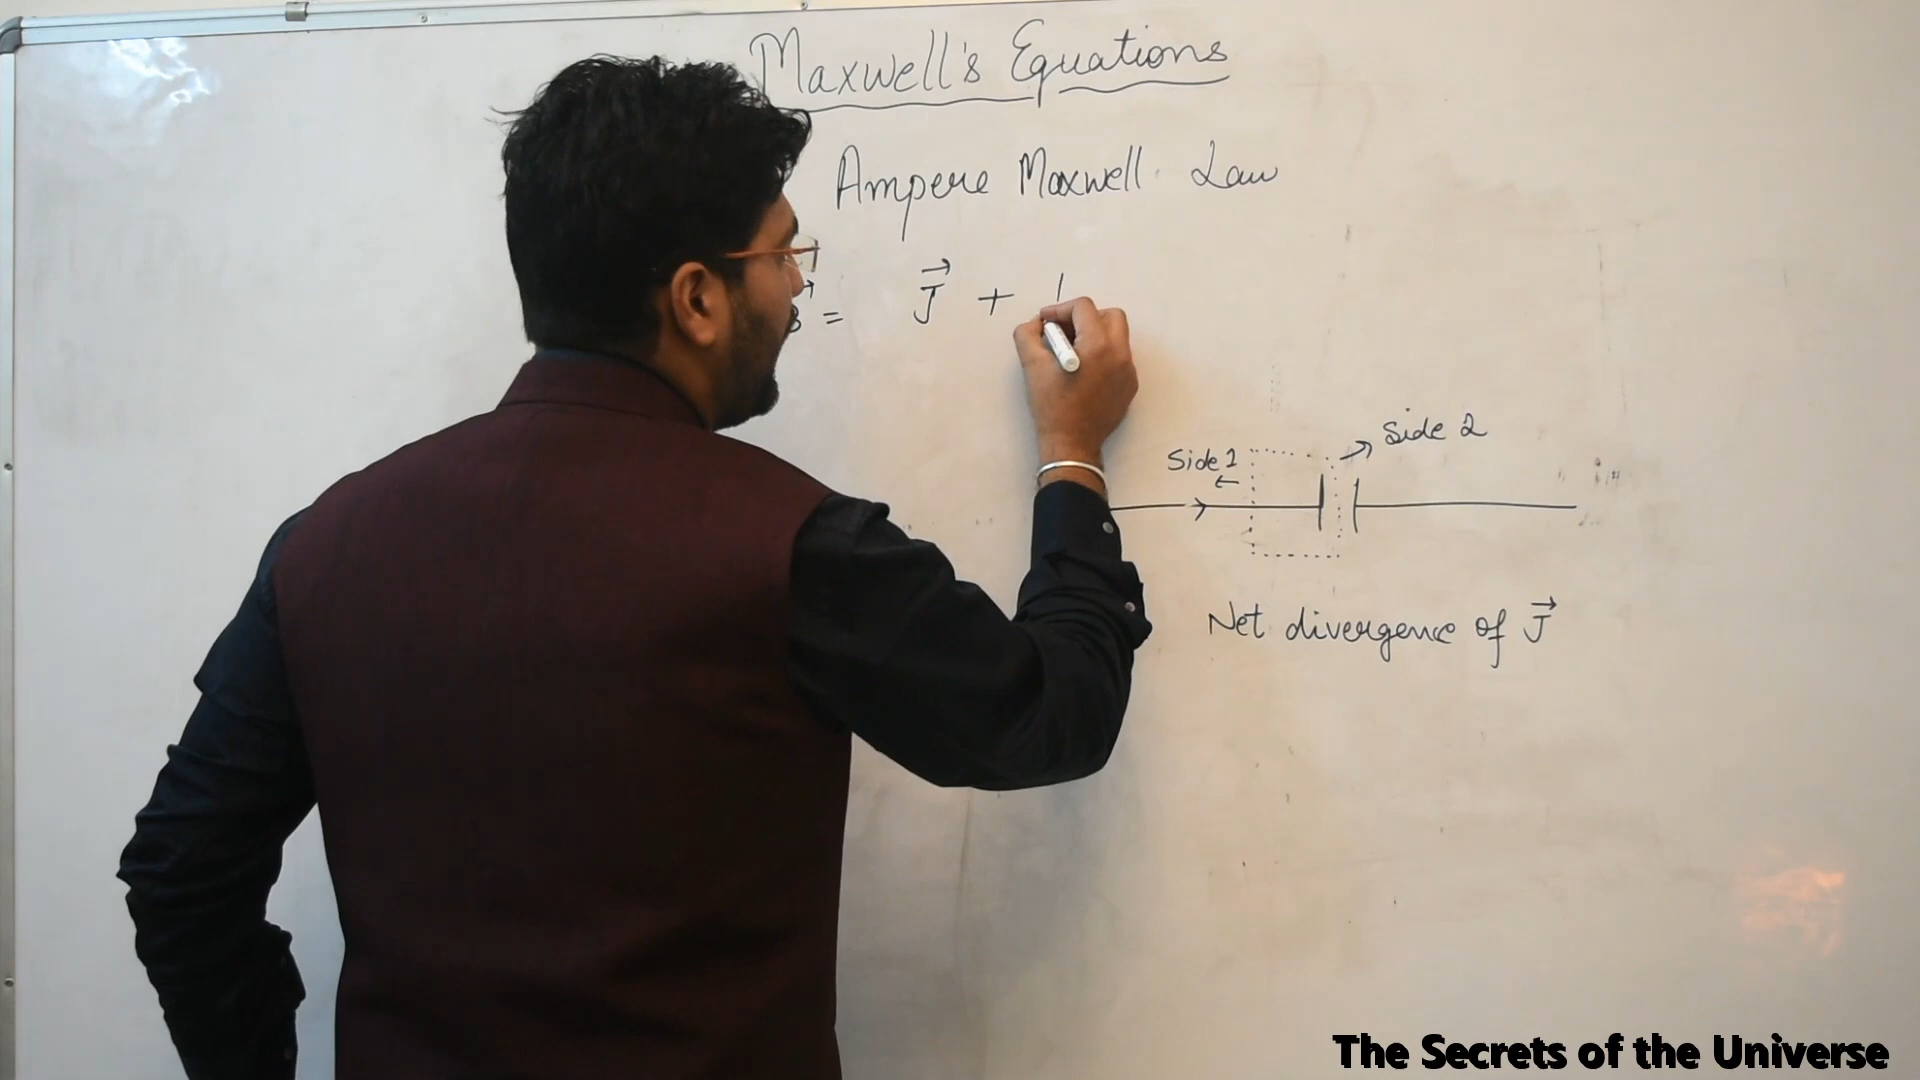 Maxwell's Equations
Ampere Maxwell Law
B⃗ = J⃗ +
Side 1
Side 2
Net divergence of J⃗
The Secrets of the Universe